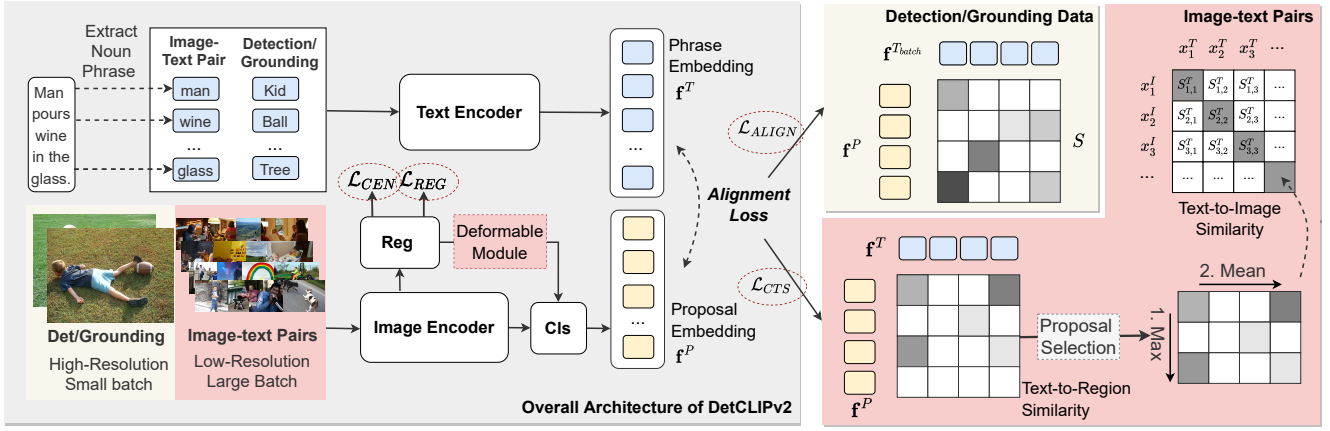 Extract
Noun
Phrase
Image-
Text Pair
Detection/
Grounding
Man
pours
wine
in the
glass.
man
wine
...
glass
Kid
Ball
...
Tree
Text Encoder
Phrase
Embedding
f^T
...
L_CEN
L_REG
Reg
Deformable
Module
Image Encoder
Cls
...
Proposal
Embedding
f^P
Det/Grounding
High-Resolution
Small batch
Image-text Pairs
Low-Resolution
Large Batch
Overall Architecture of DetCLIPv2
L_ALIGN
Alignment
Loss
L_CTS
Detection/Grounding Data
f^{T_{batch}}
f^P
S
Image-text Pairs
x_1^T x_2^T x_3^T ...
x_1^I S_{1,1}^T S_{1,2}^T S_{1,3}^T ...
x_2^I S_{2,1}^T S_{2,2}^T S_{2,3}^T
x_3^I S_{3,1}^T S_{3,2}^T S_{3,3}^T
... ... ... ...
Text-to-Image
Similarity
f^T
f^P
Text-to-Region
Similarity
Proposal
Selection
1. Max
2. Mean